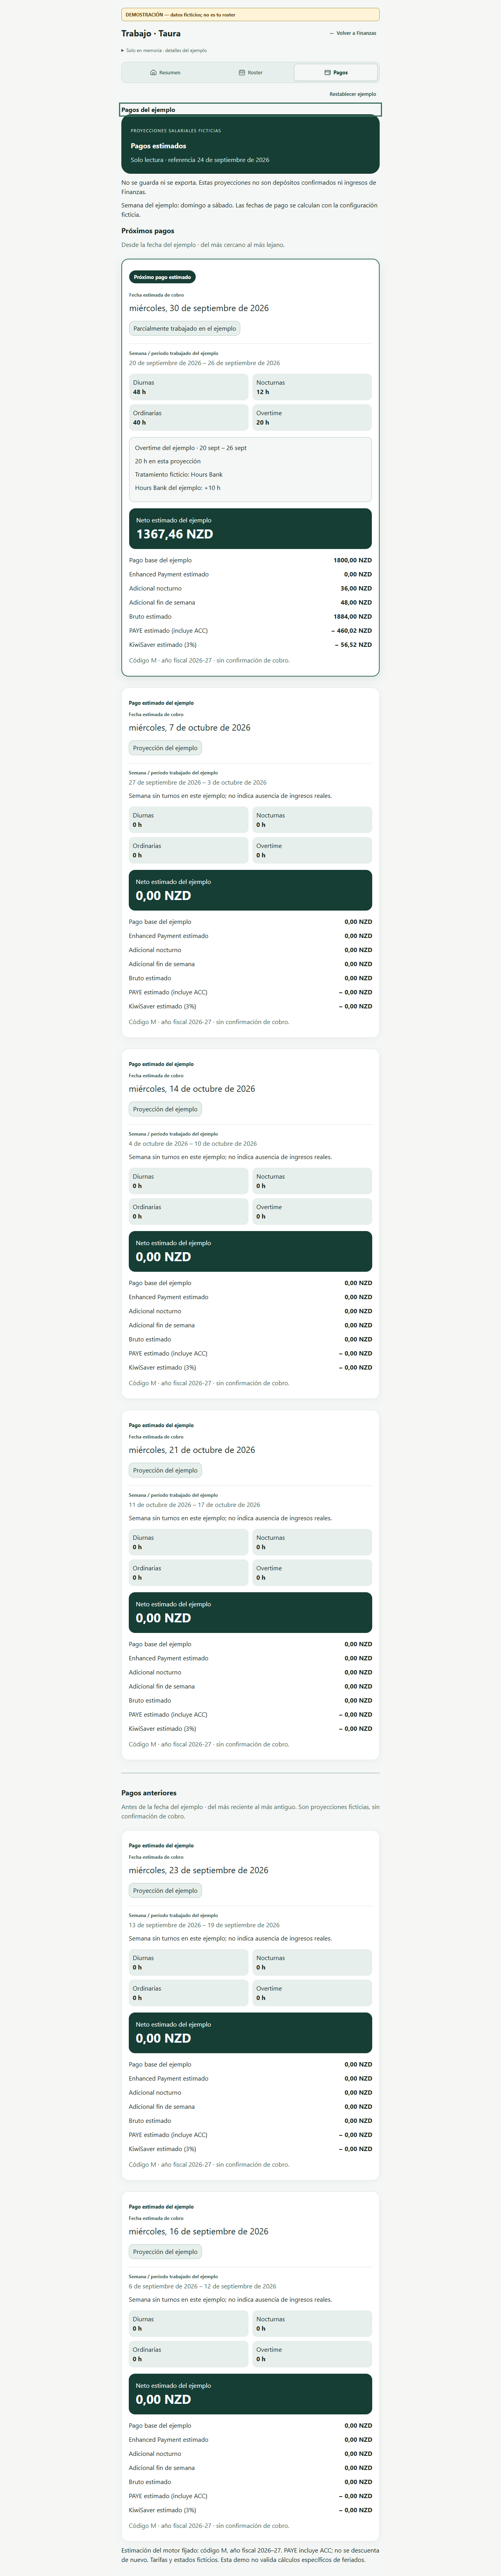 DEMOSTRACIÓN — datos ficticios; no es tu roster
Trabajo · Taura
← Volver a Finanzas
▸ Solo en memoria · detalles del ejemplo
Resumen
Roster
Pagos
Restablecer ejemplo
Pagos del ejemplo
PROYECCIONES SALARIALES FICTICIAS
Pagos estimados
Solo lectura · referencia 24 de septiembre de 2026
No se guarda ni se exporta. Estas proyecciones no son depósitos confirmados ni ingresos de
Finanzas.
Semana del ejemplo: domingo a sábado. Las fechas de pago se calculan con la configuración
ficticia.
Próximos pagos
Desde la fecha del ejemplo · del más cercano al más lejano.
Próximo pago estimado
Fecha estimada de cobro
miércoles, 30 de septiembre de 2026
Parcialmente trabajado en el ejemplo
Semana / periodo trabajado del ejemplo
20 de septiembre de 2026 – 26 de septiembre de 2026
Diurnas
48 h
Nocturnas
12 h
Ordinarias
40 h
Overtime
20 h
Overtime del ejemplo · 20 sept – 26 sept
20 h en esta proyección
Tratamiento ficticio: Hours Bank
Hours Bank del ejemplo: +10 h
Neto estimado del ejemplo
1367,46 NZD
Pago base del ejemplo 1800,00 NZD
Enhanced Payment estimado 0,00 NZD
Adicional nocturno 36,00 NZD
Adicional fin de semana 48,00 NZD
Bruto estimado 1884,00 NZD
PAYE estimado (incluye ACC) − 460,02 NZD
KiwiSaver estimado (3%) − 56,52 NZD
Código M · año fiscal 2026-27 · sin confirmación de cobro.
Pago estimado del ejemplo
Fecha estimada de cobro
miércoles, 7 de octubre de 2026
Proyección del ejemplo
Semana / periodo trabajado del ejemplo
27 de septiembre de 2026 – 3 de octubre de 2026
Semana sin turnos en este ejemplo; no indica ausencia de ingresos reales.
Diurnas
0 h
Nocturnas
0 h
Ordinarias
0 h
Overtime
0 h
Neto estimado del ejemplo
0,00 NZD
Pago base del ejemplo 0,00 NZD
Enhanced Payment estimado 0,00 NZD
Adicional nocturno 0,00 NZD
Adicional fin de semana 0,00 NZD
Bruto estimado 0,00 NZD
PAYE estimado (incluye ACC) − 0,00 NZD
KiwiSaver estimado (3%) − 0,00 NZD
Código M · año fiscal 2026-27 · sin confirmación de cobro.
Pago estimado del ejemplo
Fecha estimada de cobro
miércoles, 14 de octubre de 2026
Proyección del ejemplo
Semana / periodo trabajado del ejemplo
4 de octubre de 2026 – 10 de octubre de 2026
Semana sin turnos en este ejemplo; no indica ausencia de ingresos reales.
Diurnas
0 h
Nocturnas
0 h
Ordinarias
0 h
Overtime
0 h
Neto estimado del ejemplo
0,00 NZD
Pago base del ejemplo 0,00 NZD
Enhanced Payment estimado 0,00 NZD
Adicional nocturno 0,00 NZD
Adicional fin de semana 0,00 NZD
Bruto estimado 0,00 NZD
PAYE estimado (incluye ACC) − 0,00 NZD
KiwiSaver estimado (3%) − 0,00 NZD
Código M · año fiscal 2026-27 · sin confirmación de cobro.
Pago estimado del ejemplo
Fecha estimada de cobro
miércoles, 21 de octubre de 2026
Proyección del ejemplo
Semana / periodo trabajado del ejemplo
11 de octubre de 2026 – 17 de octubre de 2026
Semana sin turnos en este ejemplo; no indica ausencia de ingresos reales.
Diurnas
0 h
Nocturnas
0 h
Ordinarias
0 h
Overtime
0 h
Neto estimado del ejemplo
0,00 NZD
Pago base del ejemplo 0,00 NZD
Enhanced Payment estimado 0,00 NZD
Adicional nocturno 0,00 NZD
Adicional fin de semana 0,00 NZD
Bruto estimado 0,00 NZD
PAYE estimado (incluye ACC) − 0,00 NZD
KiwiSaver estimado (3%) − 0,00 NZD
Código M · año fiscal 2026-27 · sin confirmación de cobro.
Pagos anteriores
Antes de la fecha del ejemplo · del más reciente al más antiguo. Son proyecciones ficticias, sin
confirmación de cobro.
Pago estimado del ejemplo
Fecha estimada de cobro
miércoles, 23 de septiembre de 2026
Proyección del ejemplo
Semana / periodo trabajado del ejemplo
13 de septiembre de 2026 – 19 de septiembre de 2026
Semana sin turnos en este ejemplo; no indica ausencia de ingresos reales.
Diurnas
0 h
Nocturnas
0 h
Ordinarias
0 h
Overtime
0 h
Neto estimado del ejemplo
0,00 NZD
Pago base del ejemplo 0,00 NZD
Enhanced Payment estimado 0,00 NZD
Adicional nocturno 0,00 NZD
Adicional fin de semana 0,00 NZD
Bruto estimado 0,00 NZD
PAYE estimado (incluye ACC) − 0,00 NZD
KiwiSaver estimado (3%) − 0,00 NZD
Código M · año fiscal 2026-27 · sin confirmación de cobro.
Pago estimado del ejemplo
Fecha estimada de cobro
miércoles, 16 de septiembre de 2026
Proyección del ejemplo
Semana / periodo trabajado del ejemplo
6 de septiembre de 2026 – 12 de septiembre de 2026
Semana sin turnos en este ejemplo; no indica ausencia de ingresos reales.
Diurnas
0 h
Nocturnas
0 h
Ordinarias
0 h
Overtime
0 h
Neto estimado del ejemplo
0,00 NZD
Pago base del ejemplo 0,00 NZD
Enhanced Payment estimado 0,00 NZD
Adicional nocturno 0,00 NZD
Adicional fin de semana 0,00 NZD
Bruto estimado 0,00 NZD
PAYE estimado (incluye ACC) − 0,00 NZD
KiwiSaver estimado (3%) − 0,00 NZD
Código M · año fiscal 2026-27 · sin confirmación de cobro.
Estimación del motor fijado: código M, año fiscal 2026–27. PAYE incluye ACC; no se descuenta
de nuevo. Tarifas y estados ficticios. Esta demo no valida cálculos específicos de feriados.